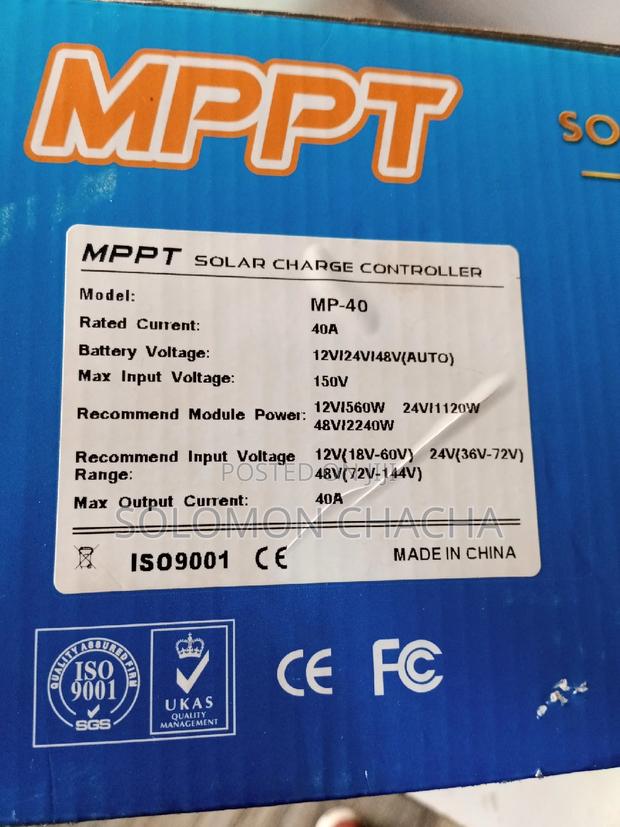 MPPT
SO
MPPT SOLAR CHARGE CONTROLLER
Model: MP-40
Rated Current: 40A
Battery Voltage: 12V/24V/48V(AUTO)
Max Input Voltage: 150V
Recommend Module Power: 12V/560W 24V/1120W
48V/2240W
Recommend Input Voltage 12V(18V-60V) 24V(36V-72V)
Range: 48V(72V-144V)
POSTED ON JIJI
Max Output Current: 40A
SOLOMON CHACHA
ISO9001 CE
MADE IN CHINA
QUALITY ASSURED FIRM
ISO
9001
SGS
UKAS
QUALITY
MANAGEMENT
CE FC